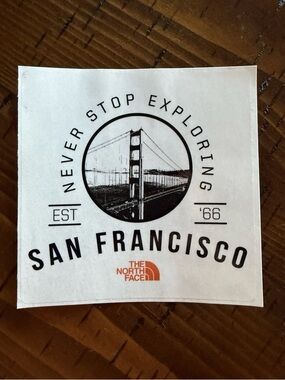 NEVER STOP EXPLORING
EST
'66
SAN FRANCISCO
THE
NORTH
FACE